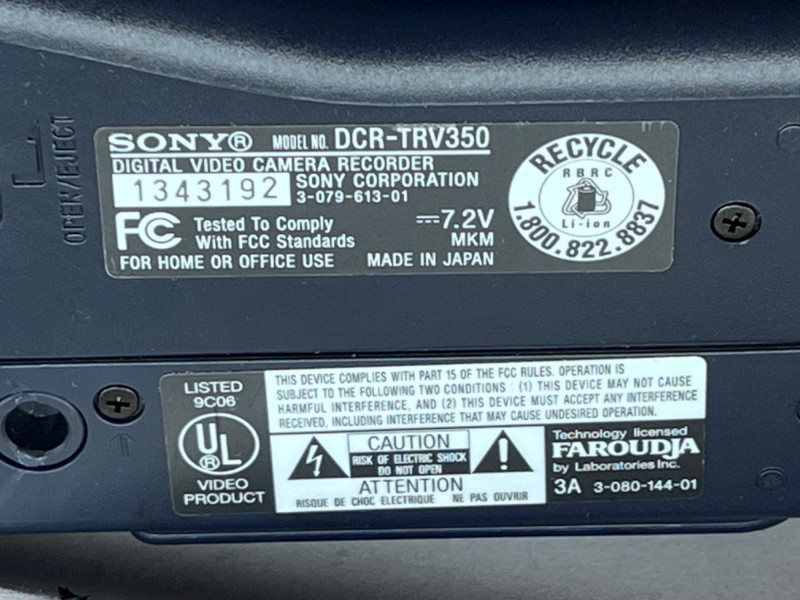 OPEN/EJECT
SONY® MODEL NO. DCR-TRV350
DIGITAL VIDEO CAMERA RECORDER
1343192 SONY CORPORATION
3-079-613-01
FC Tested To Comply
With FCC Standards
⎓7.2V
MKM
FOR HOME OR OFFICE USE MADE IN JAPAN
RECYCLE
RBRC
Li-ion
1.800.822.8837
LISTED
9C06
UL®
VIDEO
PRODUCT
THIS DEVICE COMPLIES WITH PART 15 OF THE FCC RULES. OPERATION IS
SUBJECT TO THE FOLLOWING TWO CONDITIONS : (1) THIS DEVICE MAY NOT CAUSE
HARMFUL INTERFERENCE, AND (2) THIS DEVICE MUST ACCEPT ANY INTERFERENCE
RECEIVED, INCLUDING INTERFERENCE THAT MAY CAUSE UNDESIRED OPERATION.
CAUTION
RISK OF ELECTRIC SHOCK
DO NOT OPEN
ATTENTION
RISQUE DE CHOC ELECTRIQUE NE PAS OUVRIR
Technology licensed
FAROUDJA
by Laboratories Inc.
3A 3-080-144-01